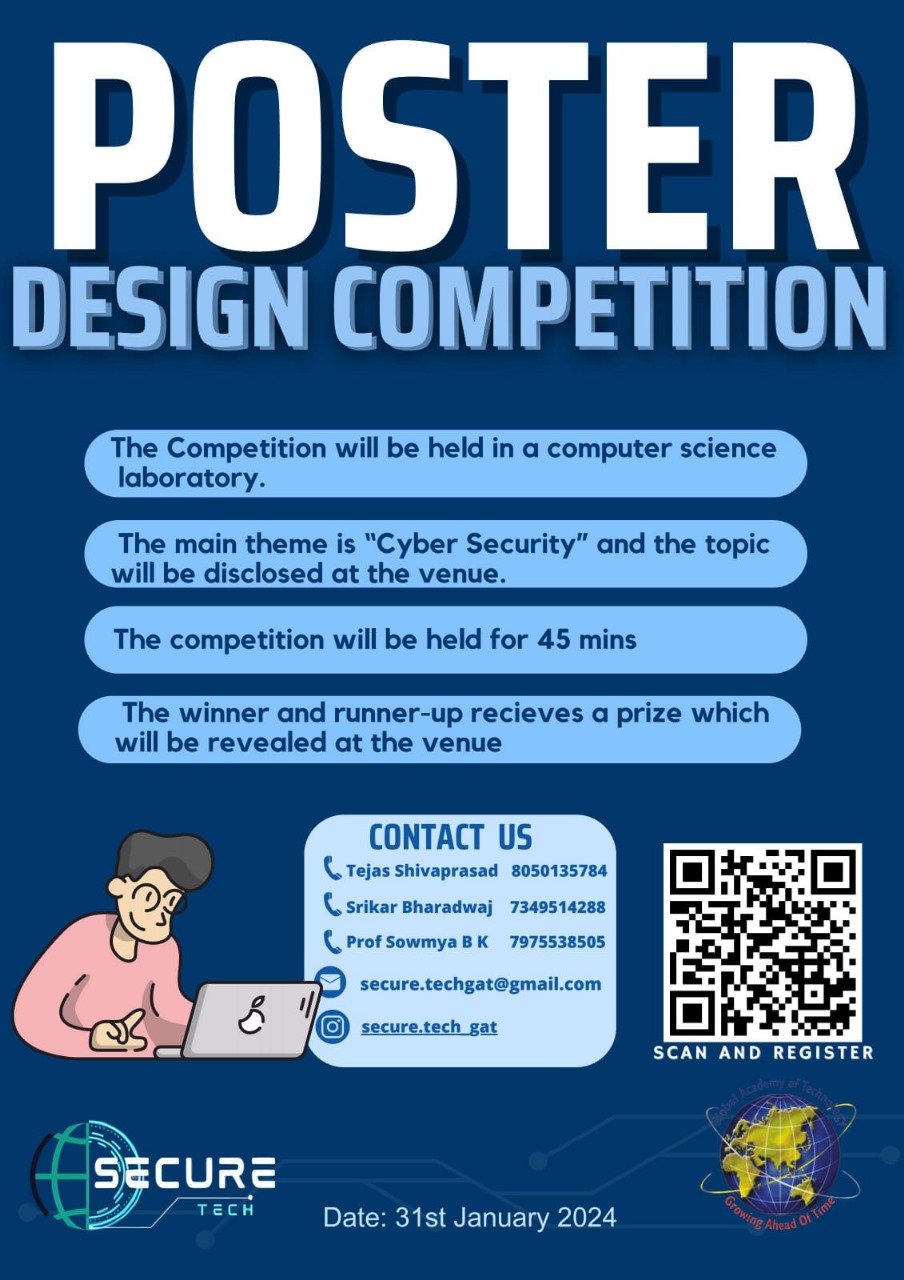 POSTER
DESIGN COMPETITION
The Competition will be held in a computer science
laboratory.
The main theme is “Cyber Security” and the topic
will be disclosed at the venue.
The competition will be held for 45 mins
The winner and runner-up recieves a prize which
will be revealed at the venue
CONTACT US
Tejas Shivaprasad 8050135784
Srikar Bharadwaj 7349514288
Prof Sowmya B K 7975538505
secure.techgat@gmail.com
secure.tech_gat
SCAN AND REGISTER
Global Academy of Technology
Growing Ahead Of Time
SECURE
TECH
Date: 31st January 2024